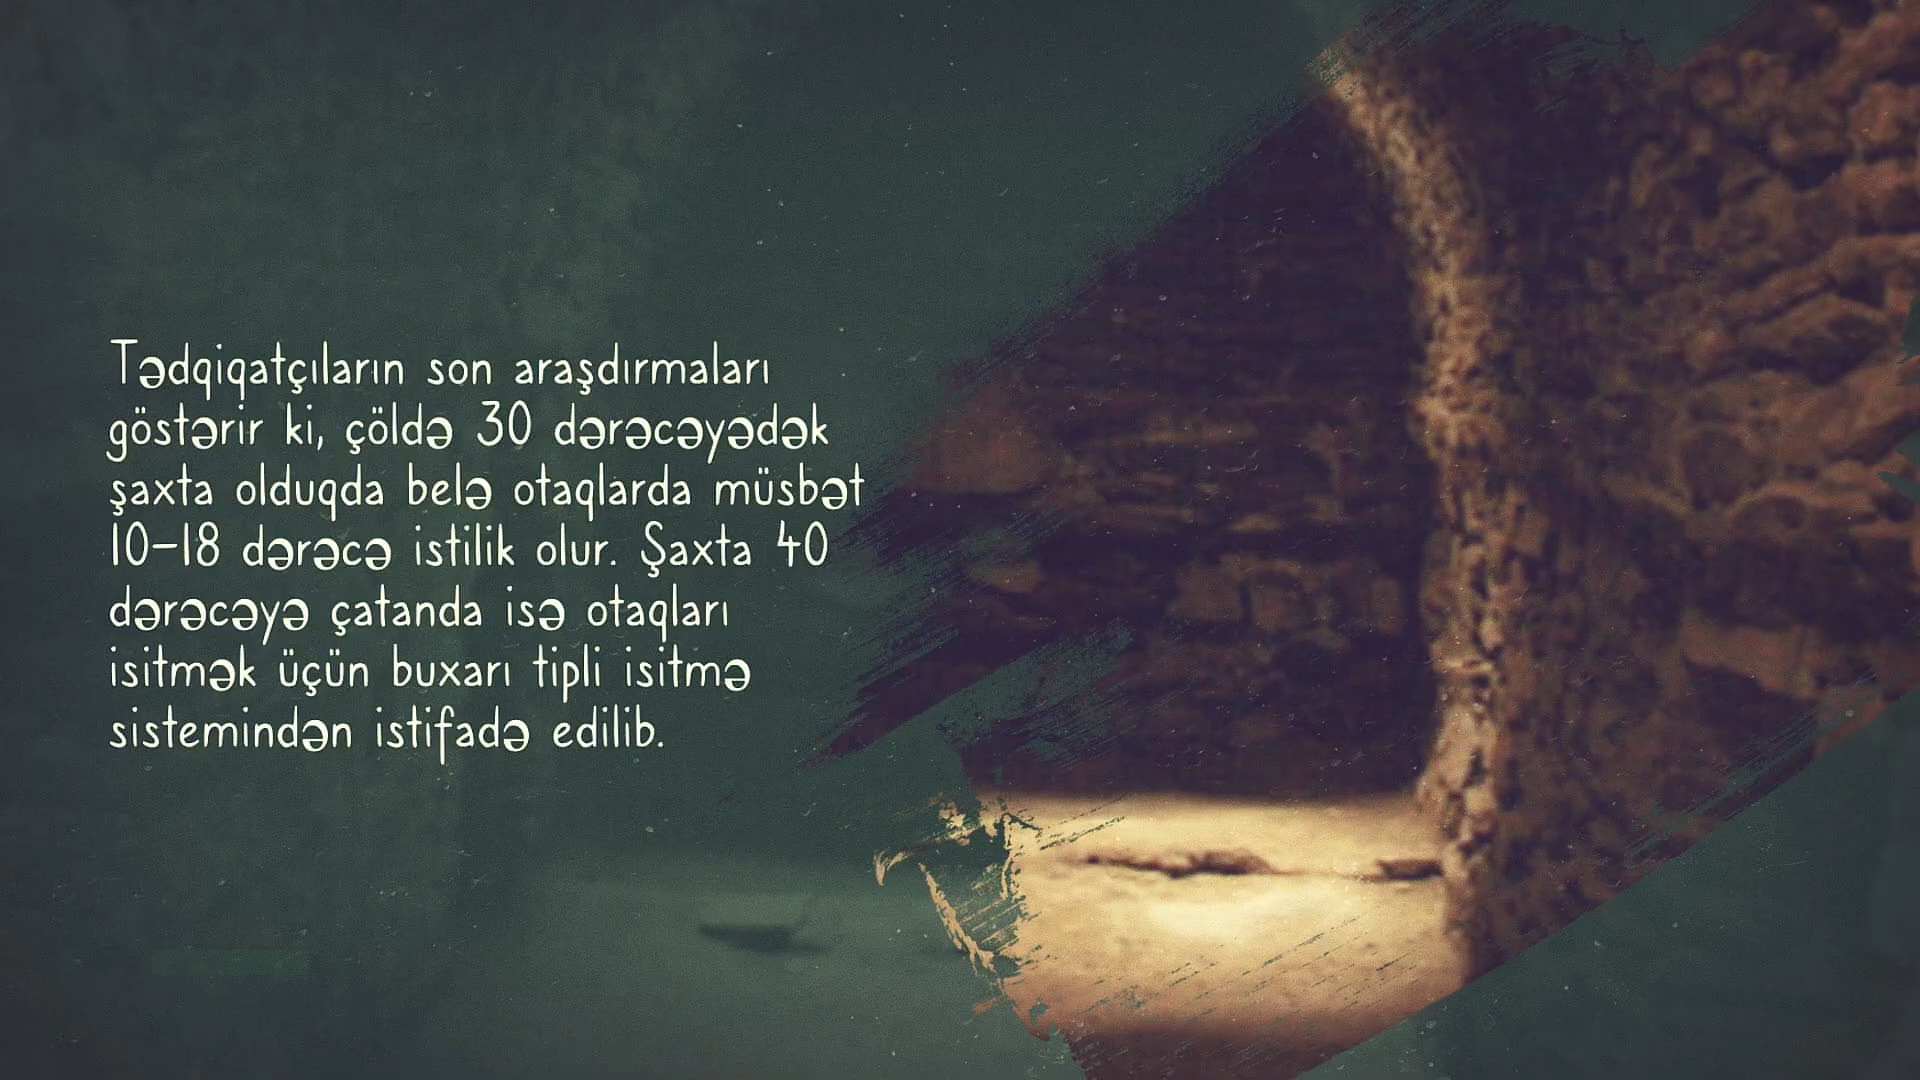 Tədqiqatçıların son araşdırmaları
göstərir ki, çöldə 30 dərəcəyədək
şaxta olduqda belə otaqlarda müsbət
10-18 dərəcə istilik olur. Şaxta 40
dərəcəyə çatanda isə otaqları
isitmək üçün buxarı tipli isitmə
sistemindən istifadə edilib.